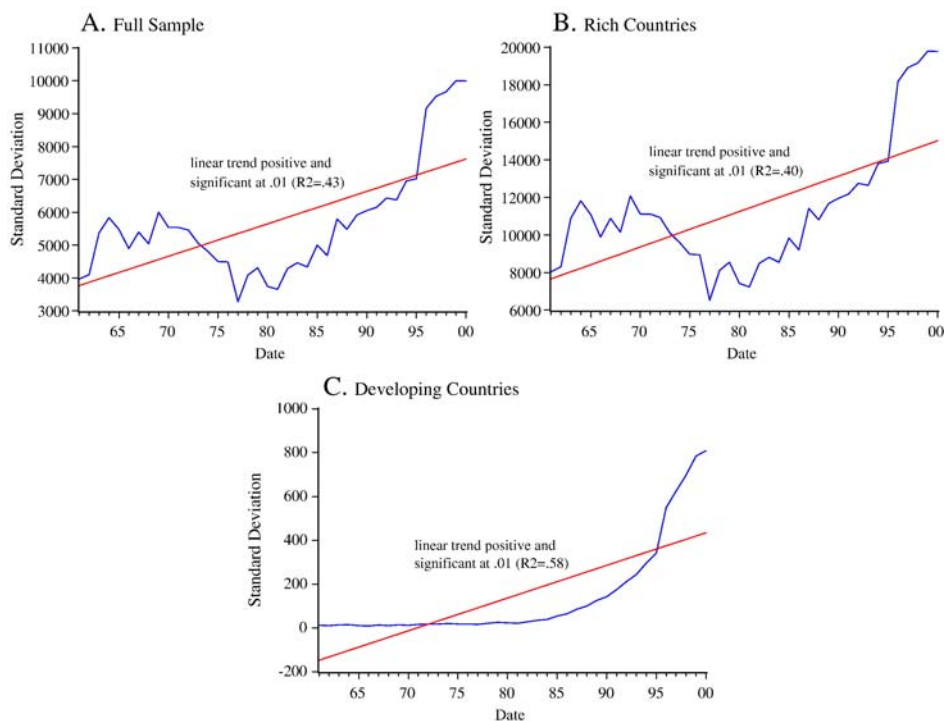 A. Full Sample
11000
10000
9000
8000
7000
6000
5000
4000
3000
Standard Deviation
linear trend positive and
significant at .01 (R2=.43)
65 70 75 80 85 90 95 00
Date
B. Rich Countries
20000
18000
16000
14000
12000
10000
8000
6000
Standard Deviation
linear trend positive and
significant at .01 (R2=.40)
65 70 75 80 85 90 95 00
Date
C. Developing Countries
1000
800
600
400
200
0
-200
Standard Deviation
linear trend positive and
significant at .01 (R2=.58)
65 70 75 80 85 90 95 00
Date